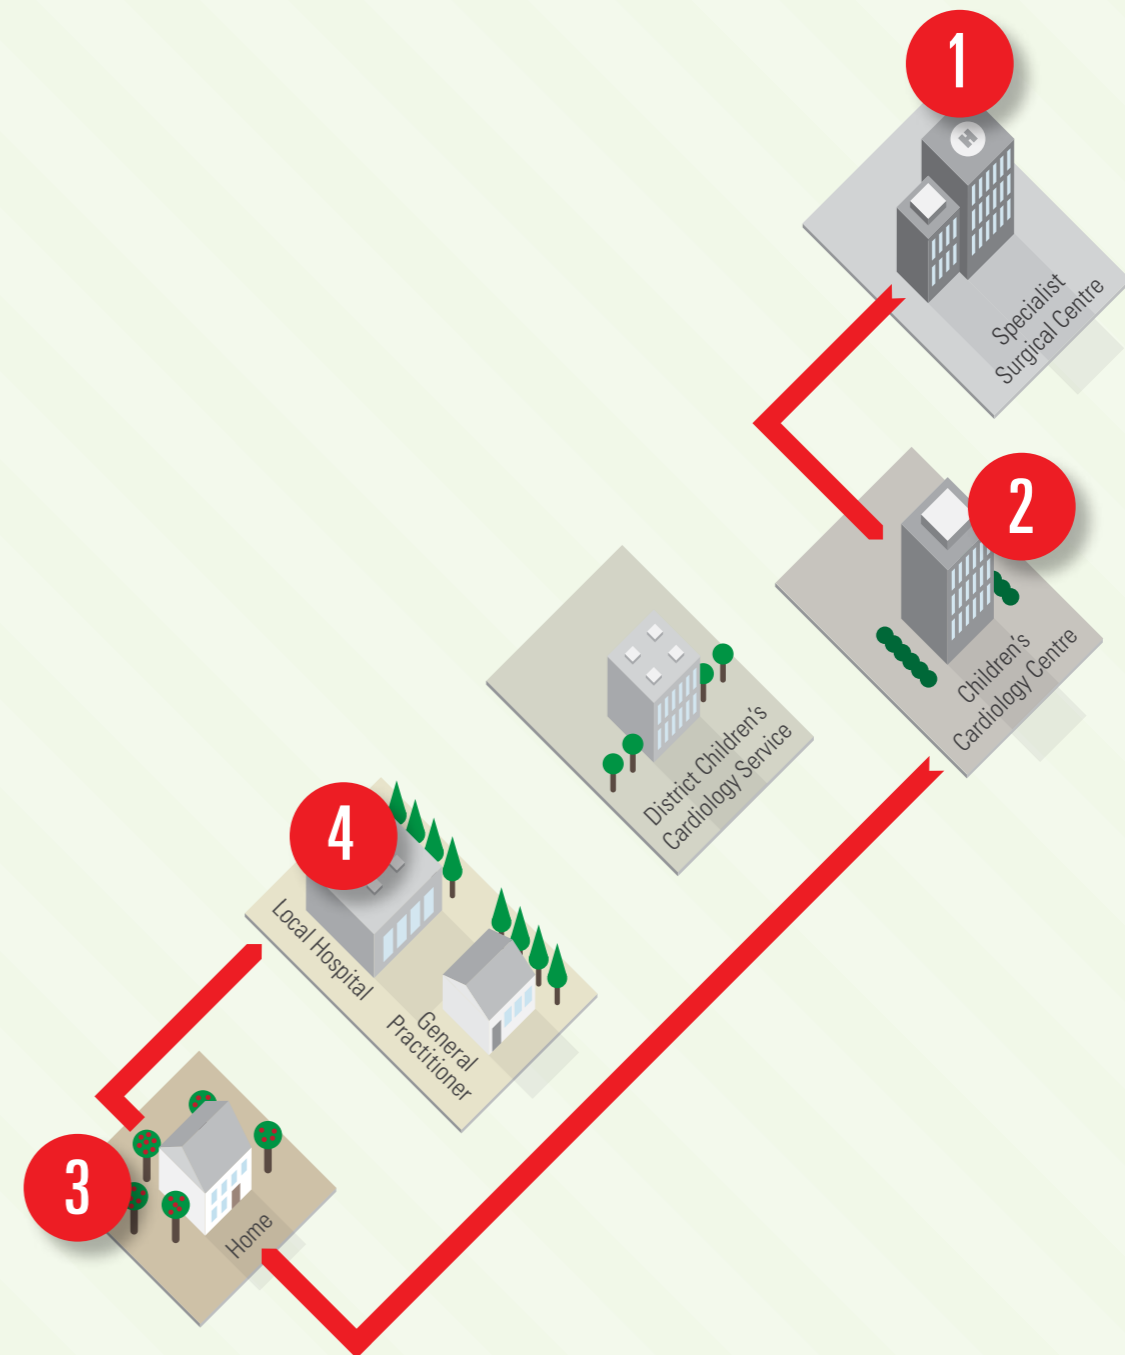 1
H
Specialist
Surgical Centre
2
Children's
Cardiology Centre
District Children's
Cardiology Service
4
Local Hospital
General
Practitioner
3
Home